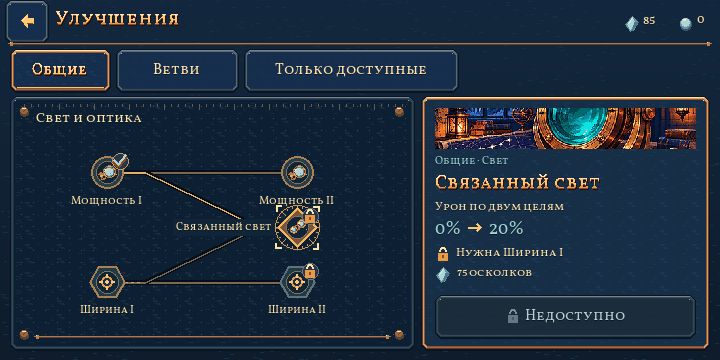 Улучшения
85
0
Общие
Ветви
Только доступные
Свет и оптика
Мощность I
Мощность II
Связанный свет
Ширина I
Ширина II
Общие · Свет
Связанный свет
Урон по двум целям
0% → 20%
Нужна Ширина I
75 осколков
Недоступно